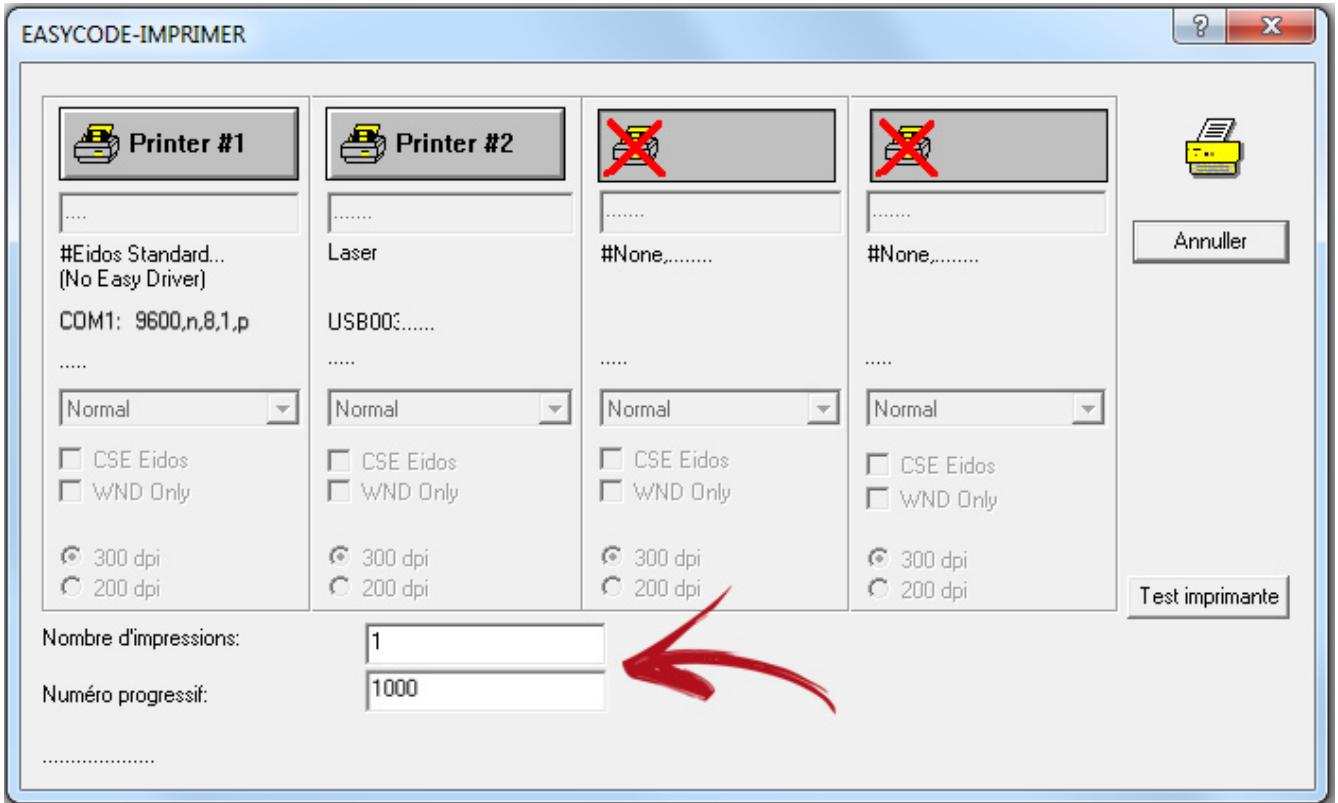 EASYCODE-IMPRIMER
Printer #1
Printer #2
....
.......
.......
.......
#Eidos Standard...
(No Easy Driver)
Laser
#None,........
#None,........
COM1: 9600,n,8,1,p
USB003......
.....
.....
.....
.....
Normal
Normal
Normal
Normal
CSE Eidos
CSE Eidos
CSE Eidos
CSE Eidos
WND Only
WND Only
WND Only
WND Only
300 dpi
300 dpi
300 dpi
300 dpi
200 dpi
200 dpi
200 dpi
200 dpi
Annuller
Test imprimante
Nombre d'impressions:
1
Numéro progressif:
1000
....................